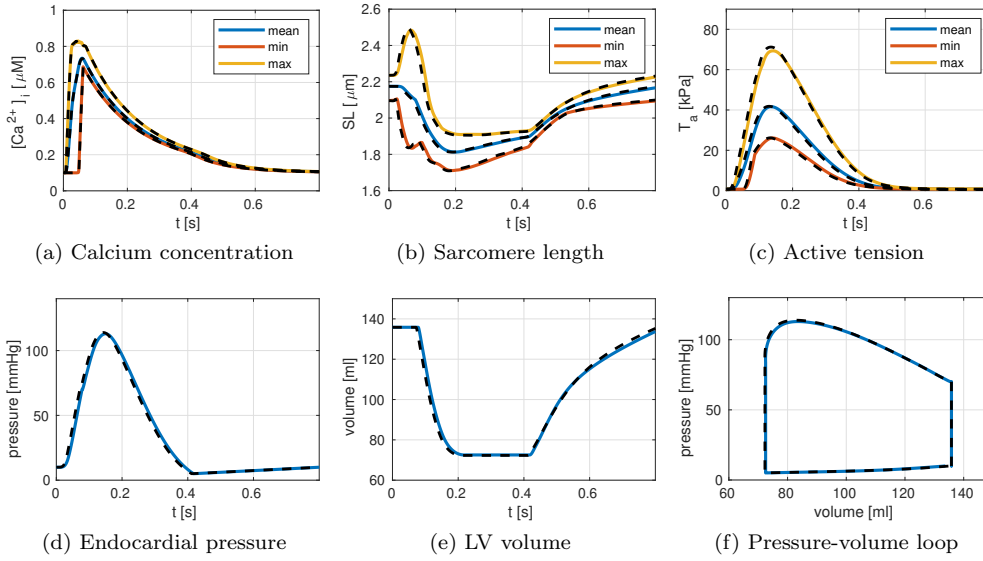 1
0.8
0.6
0.4
0.2
0
[Ca2+]i [μM]
mean
min
max
0 0.2 0.4 0.6
t [s]
2.6
2.4
2.2
2
1.8
1.6
SL [μm]
mean
min
max
0 0.2 0.4 0.6
t [s]
80
60
40
20
0
Ta [kPa]
mean
min
max
0 0.2 0.4 0.6
t [s]
(a) Calcium concentration
(b) Sarcomere length
(c) Active tension
100
50
0
pressure [mmHg]
0 0.2 0.4 0.6
t [s]
140
120
100
80
60
volume [ml]
0 0.2 0.4 0.6
t [s]
100
50
0
pressure [mmHg]
60 80 100 120 140
volume [ml]
(d) Endocardial pressure
(e) LV volume
(f) Pressure-volume loop